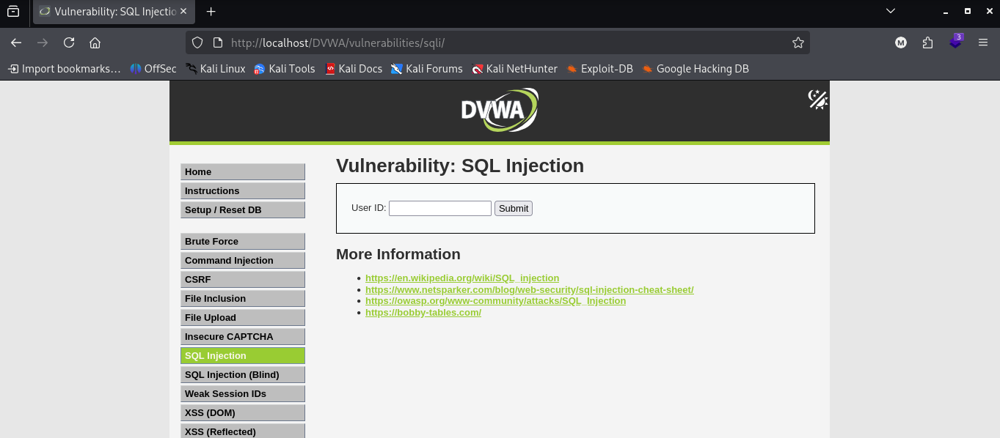 Vulnerability: SQL Injectio
http://localhost/DVWA/vulnerabilities/sqli/
M
3
Import bookmarks…
OffSec
Kali Linux
Kali Tools
Kali Docs
Kali Forums
Kali NetHunter
Exploit-DB
Google Hacking DB
DVWA
Home
Instructions
Setup / Reset DB
Brute Force
Command Injection
CSRF
File Inclusion
File Upload
Insecure CAPTCHA
SQL Injection
SQL Injection (Blind)
Weak Session IDs
XSS (DOM)
XSS (Reflected)
Vulnerability: SQL Injection
User ID: Submit
More Information
https://en.wikipedia.org/wiki/SQL_injection
https://www.netsparker.com/blog/web-security/sql-injection-cheat-sheet/
https://owasp.org/www-community/attacks/SQL_Injection
https://bobby-tables.com/